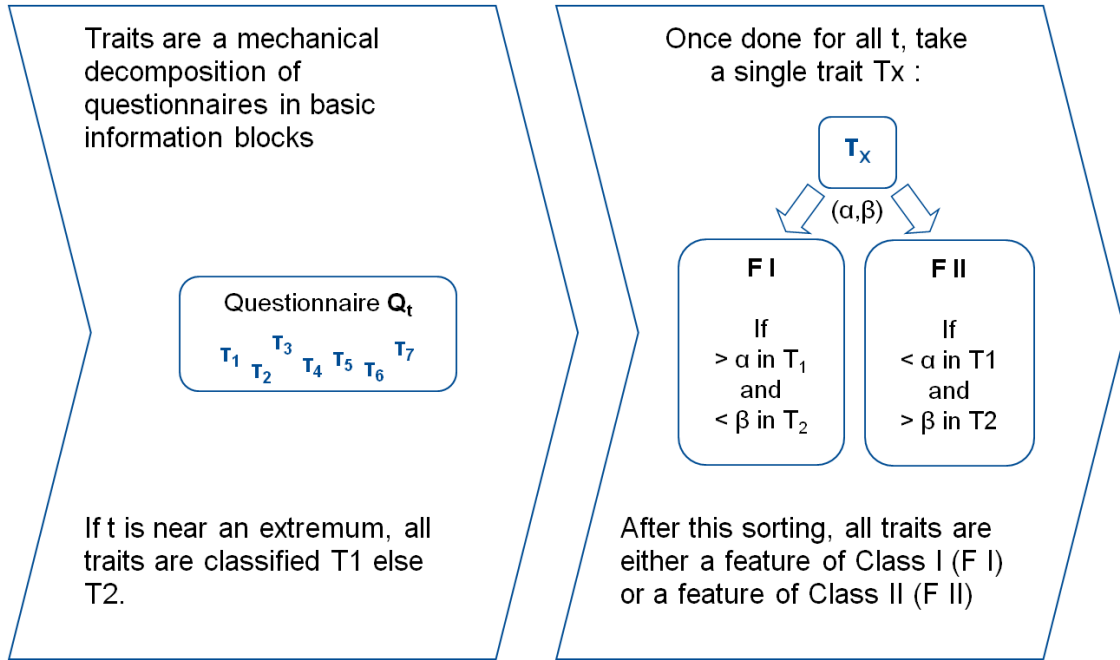 Traits are a mechanical
decomposition of
questionnaires in basic
information blocks
Questionnaire Qt
T1 T2 T3 T4 T5 T6 T7
If t is near an extremum, all
traits are classified T1 else
T2.
Once done for all t, take
a single trait Tx :
Tx
(α,β)
F I
If
> α in T1
and
< β in T2
F II
If
< α in T1
and
> β in T2
After this sorting, all traits are
either a feature of Class I (F I)
or a feature of Class II (F II)